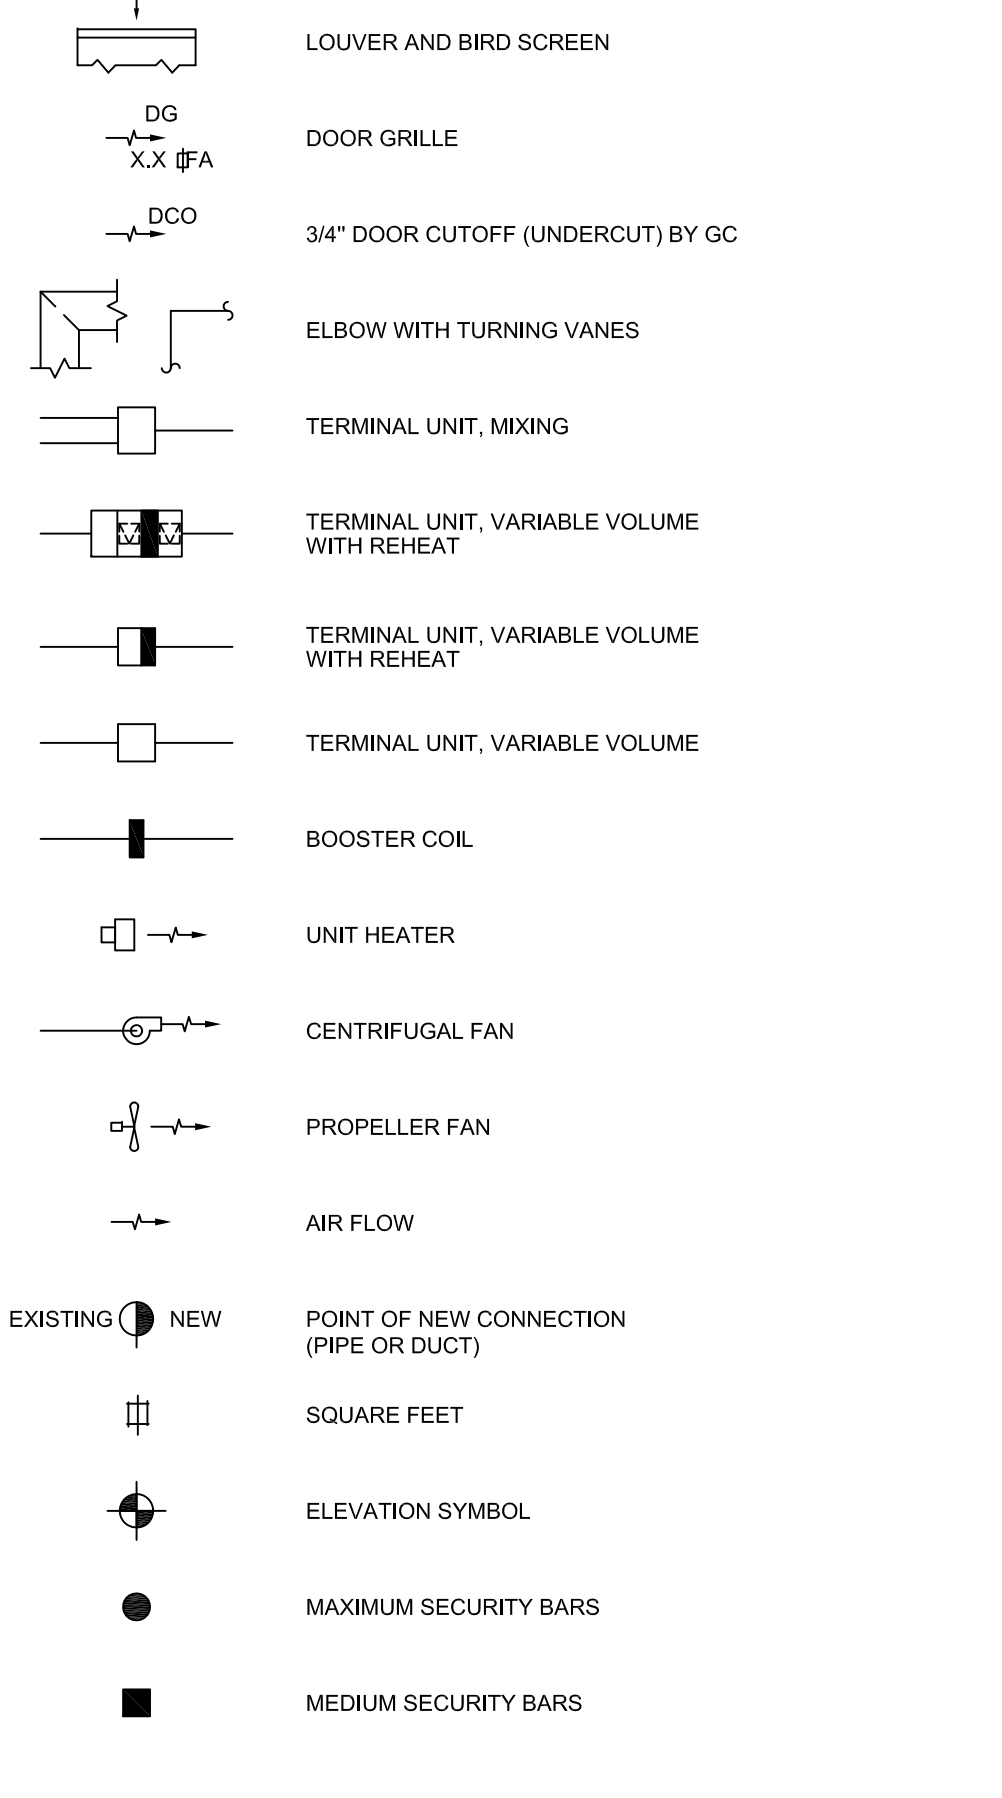 LOUVER AND BIRD SCREEN
DG
DOOR GRILLE
X.X FA
DCO
3/4" DOOR CUTOFF (UNDERCUT) BY GC
ELBOW WITH TURNING VANES
TERMINAL UNIT, MIXING
TERMINAL UNIT, VARIABLE VOLUME
WITH REHEAT
TERMINAL UNIT, VARIABLE VOLUME
WITH REHEAT
TERMINAL UNIT, VARIABLE VOLUME
BOOSTER COIL
UNIT HEATER
CENTRIFUGAL FAN
PROPELLER FAN
AIR FLOW
EXISTING NEW
POINT OF NEW CONNECTION
(PIPE OR DUCT)
SQUARE FEET
ELEVATION SYMBOL
MAXIMUM SECURITY BARS
MEDIUM SECURITY BARS